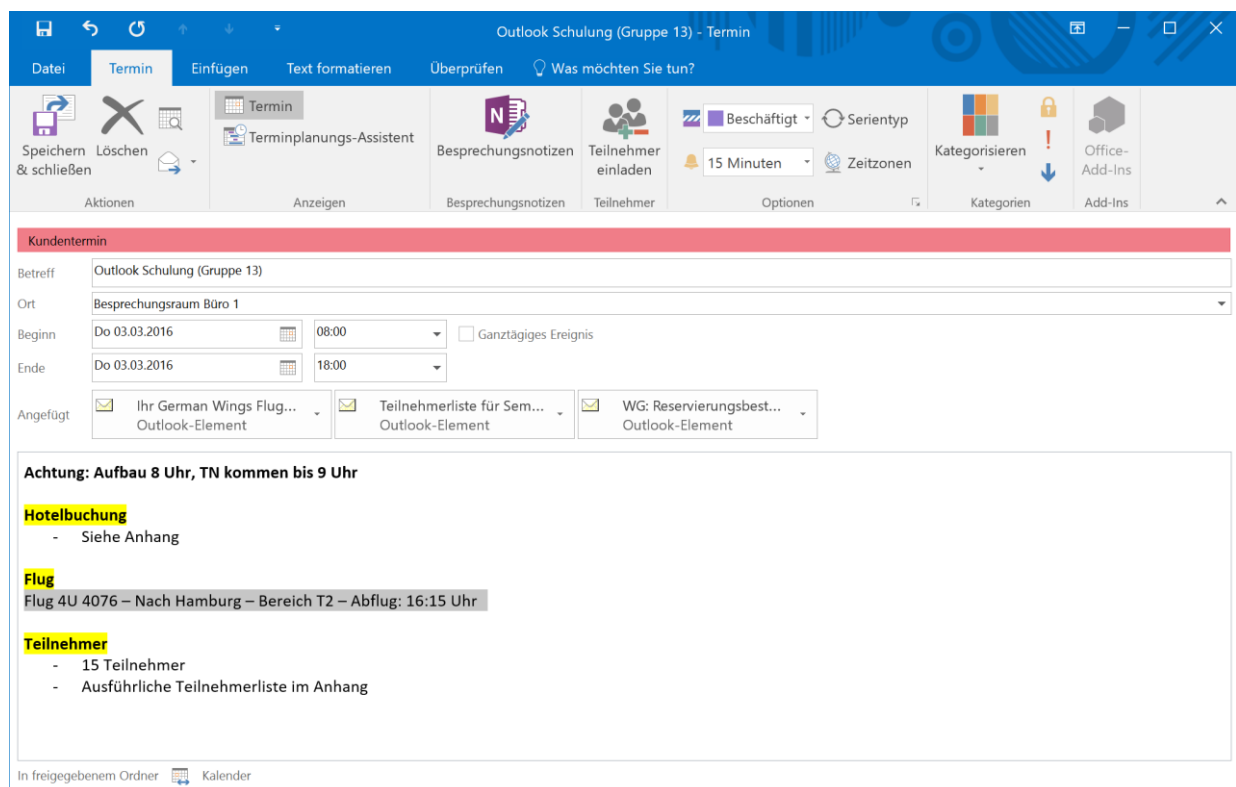 Outlook Schulung (Gruppe 13) - Termin
Datei Termin Einfügen Text formatieren Überprüfen Was möchten Sie tun?
Speichern & schließen
Löschen
Aktionen
Termin
Terminplanungs-Assistent
Anzeigen
N
Besprechungsnotizen
Besprechungsnotizen
Teilnehmer einladen
Teilnehmer
Beschäftigt
15 Minuten
Serientyp
Zeitzonen
Optionen
Kategorisieren
Kategorien
Office-Add-Ins
Add-Ins
Kundentermin
Betreff Outlook Schulung (Gruppe 13)
Ort Besprechungsraum Büro 1
Beginn Do 03.03.2016 08:00 Ganztägiges Ereignis
Ende Do 03.03.2016 18:00
Angefügt
Ihr German Wings Flug...
Outlook-Element
Teilnehmerliste für Sem...
Outlook-Element
WG: Reservierungsbest...
Outlook-Element
Achtung: Aufbau 8 Uhr, TN kommen bis 9 Uhr
Hotelbuchung
- Siehe Anhang
Flug
Flug 4U 4076 – Nach Hamburg – Bereich T2 – Abflug: 16:15 Uhr
Teilnehmer
- 15 Teilnehmer
- Ausführliche Teilnehmerliste im Anhang
In freigegebenem Ordner Kalender